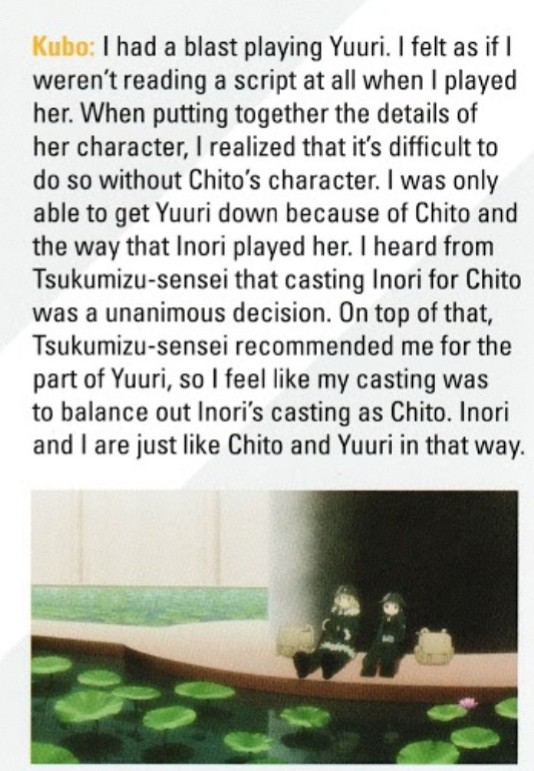 Kubo: I had a blast playing Yuuri. I felt as if I
weren't reading a script at all when I played
her. When putting together the details of
her character, I realized that it's difficult to
do so without Chito's character. I was only
able to get Yuuri down because of Chito and
the way that Inori played her. I heard from
Tsukumizu-sensei that casting Inori for Chito
was a unanimous decision. On top of that,
Tsukumizu-sensei recommended me for the
part of Yuuri, so I feel like my casting was
to balance out Inori's casting as Chito. Inori
and I are just like Chito and Yuuri in that way.